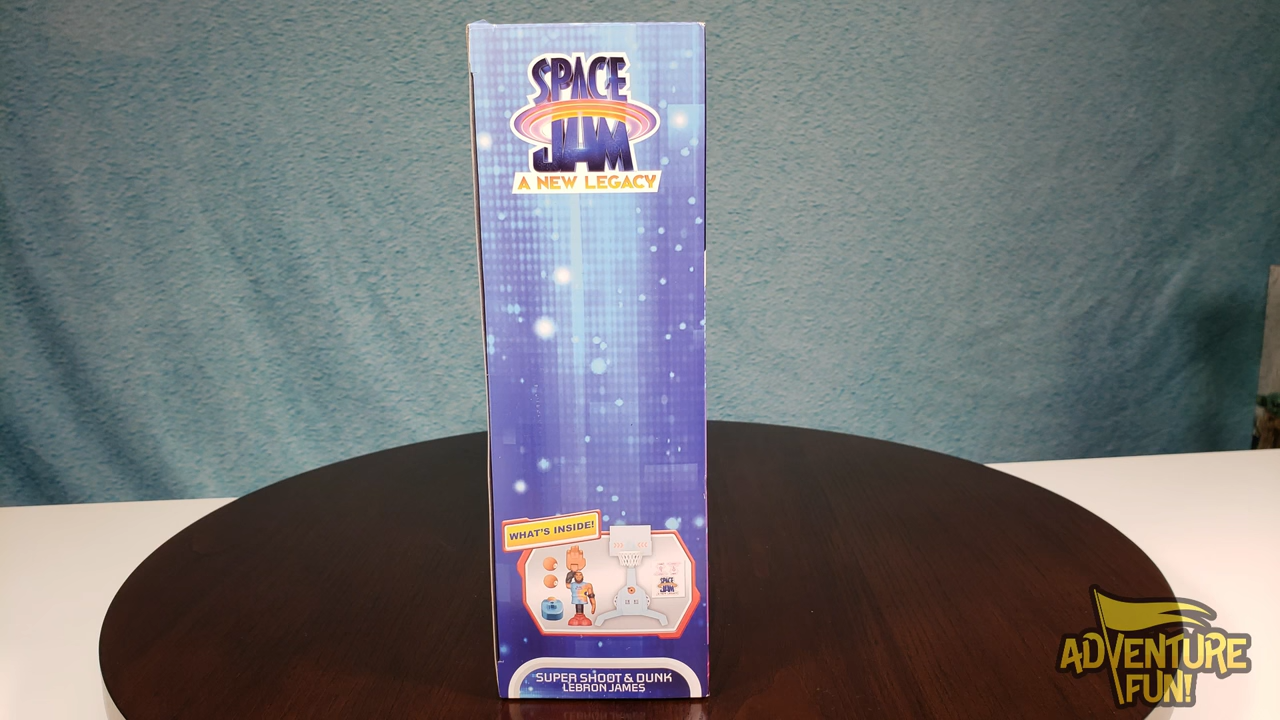 SPACE
JAM
A NEW LEGACY
WHAT'S INSIDE!
SPACE
JAM
SUPER SHOOT & DUNK
LEBRON JAMES
ADVENTURE
FUN!